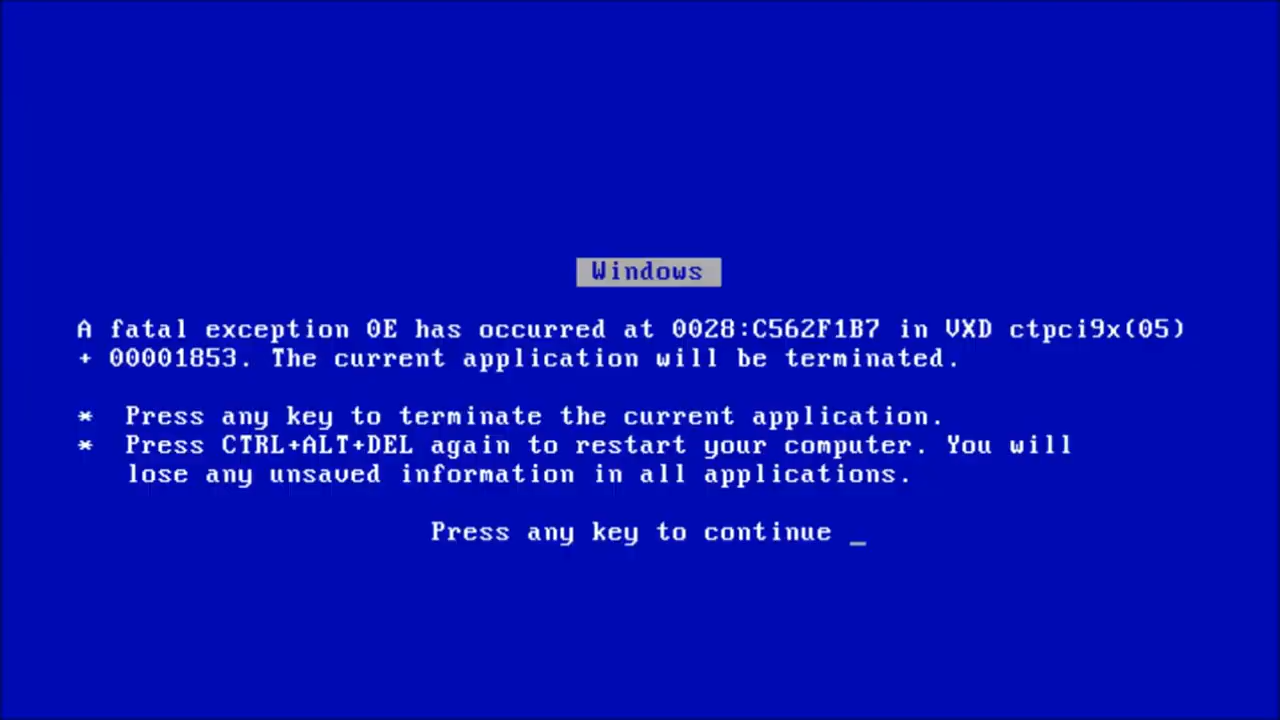 Windows
A fatal exception 0E has occurred at 0028:C562F1B7 in VXD ctpci9x(05)
+ 00001853. The current application will be terminated.
* Press any key to terminate the current application.
* Press CTRL+ALT+DEL again to restart your computer. You will
lose any unsaved information in all applications.
Press any key to continue _